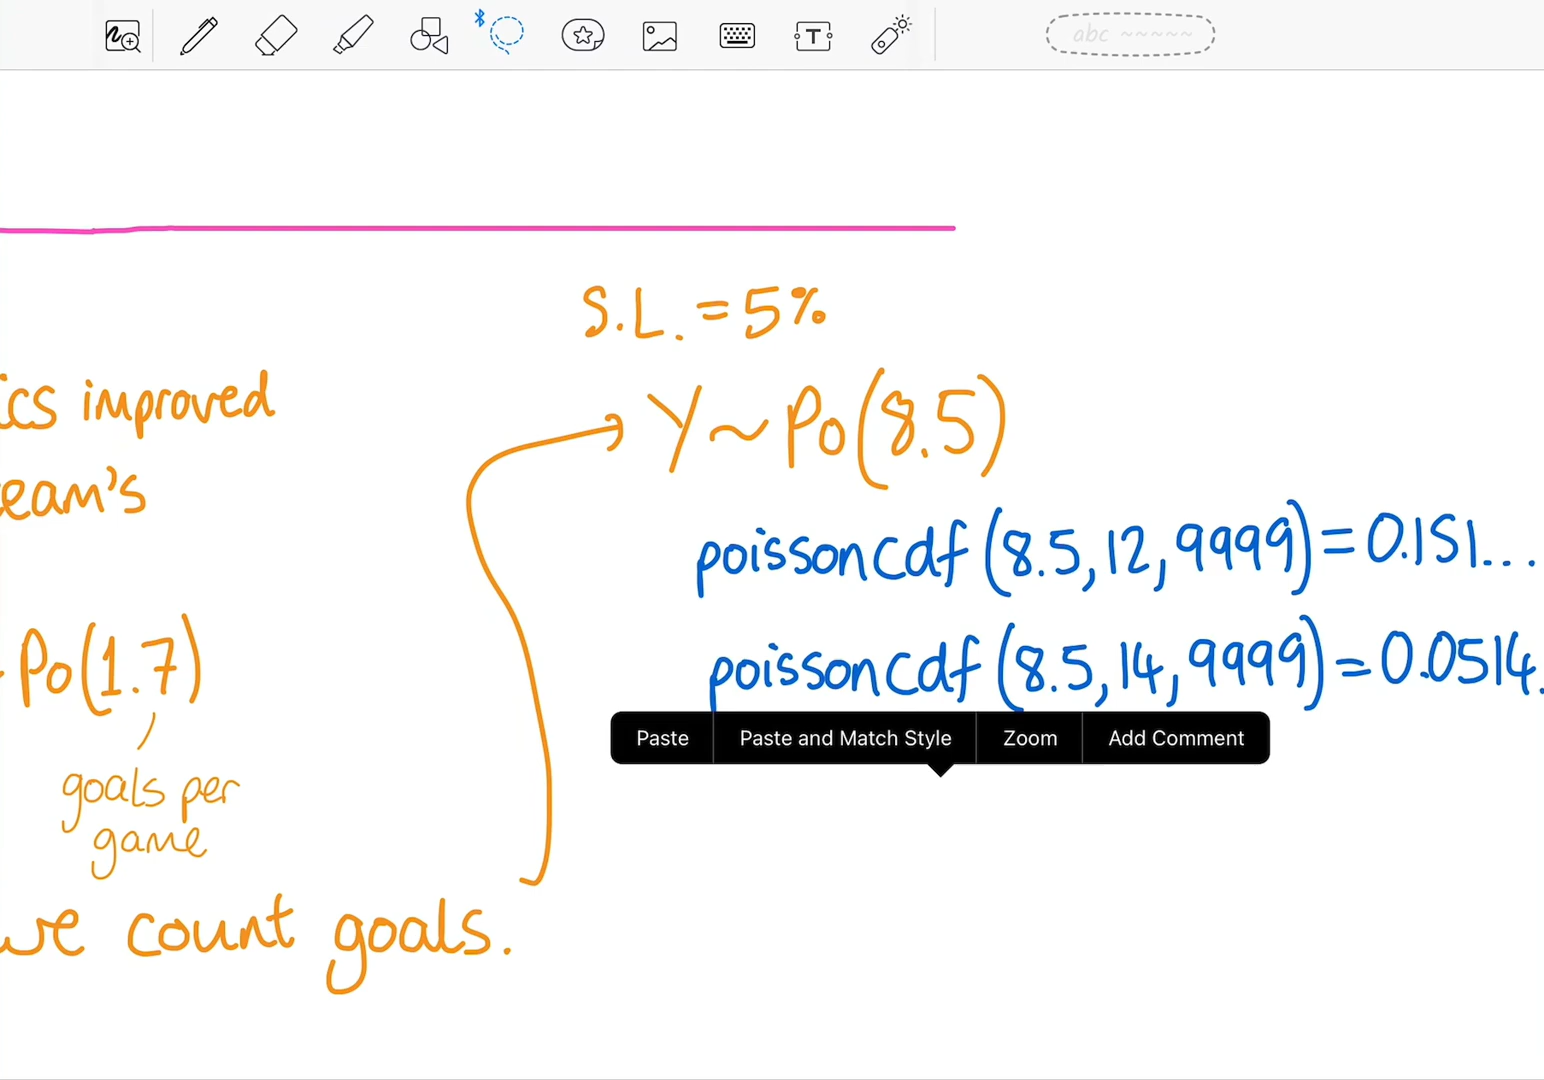 abc ~~~~~
S.L. = 5%
ics improved
Y~Po(8.5)
eam's
poissoncdf(8.5,12,9999)=0.151...
Po(1.7)
poissoncdf(8.5,14,9999)=0.0514.
Paste Paste and Match Style Zoom Add Comment
goals per
game
we count goals.